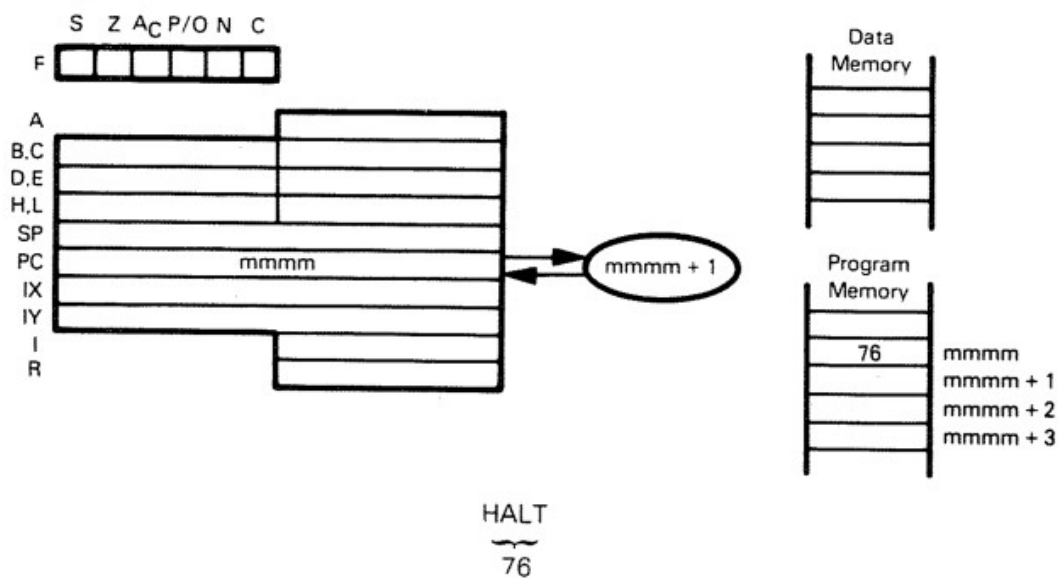 S Z AC P/O N C
F
A
B,C
D,E
H,L
SP
PC mmmm mmmm + 1
IX
IY
I
R
Data
Memory
Program
Memory
76 mmmm
mmmm + 1
mmmm + 2
mmmm + 3
HALT
76